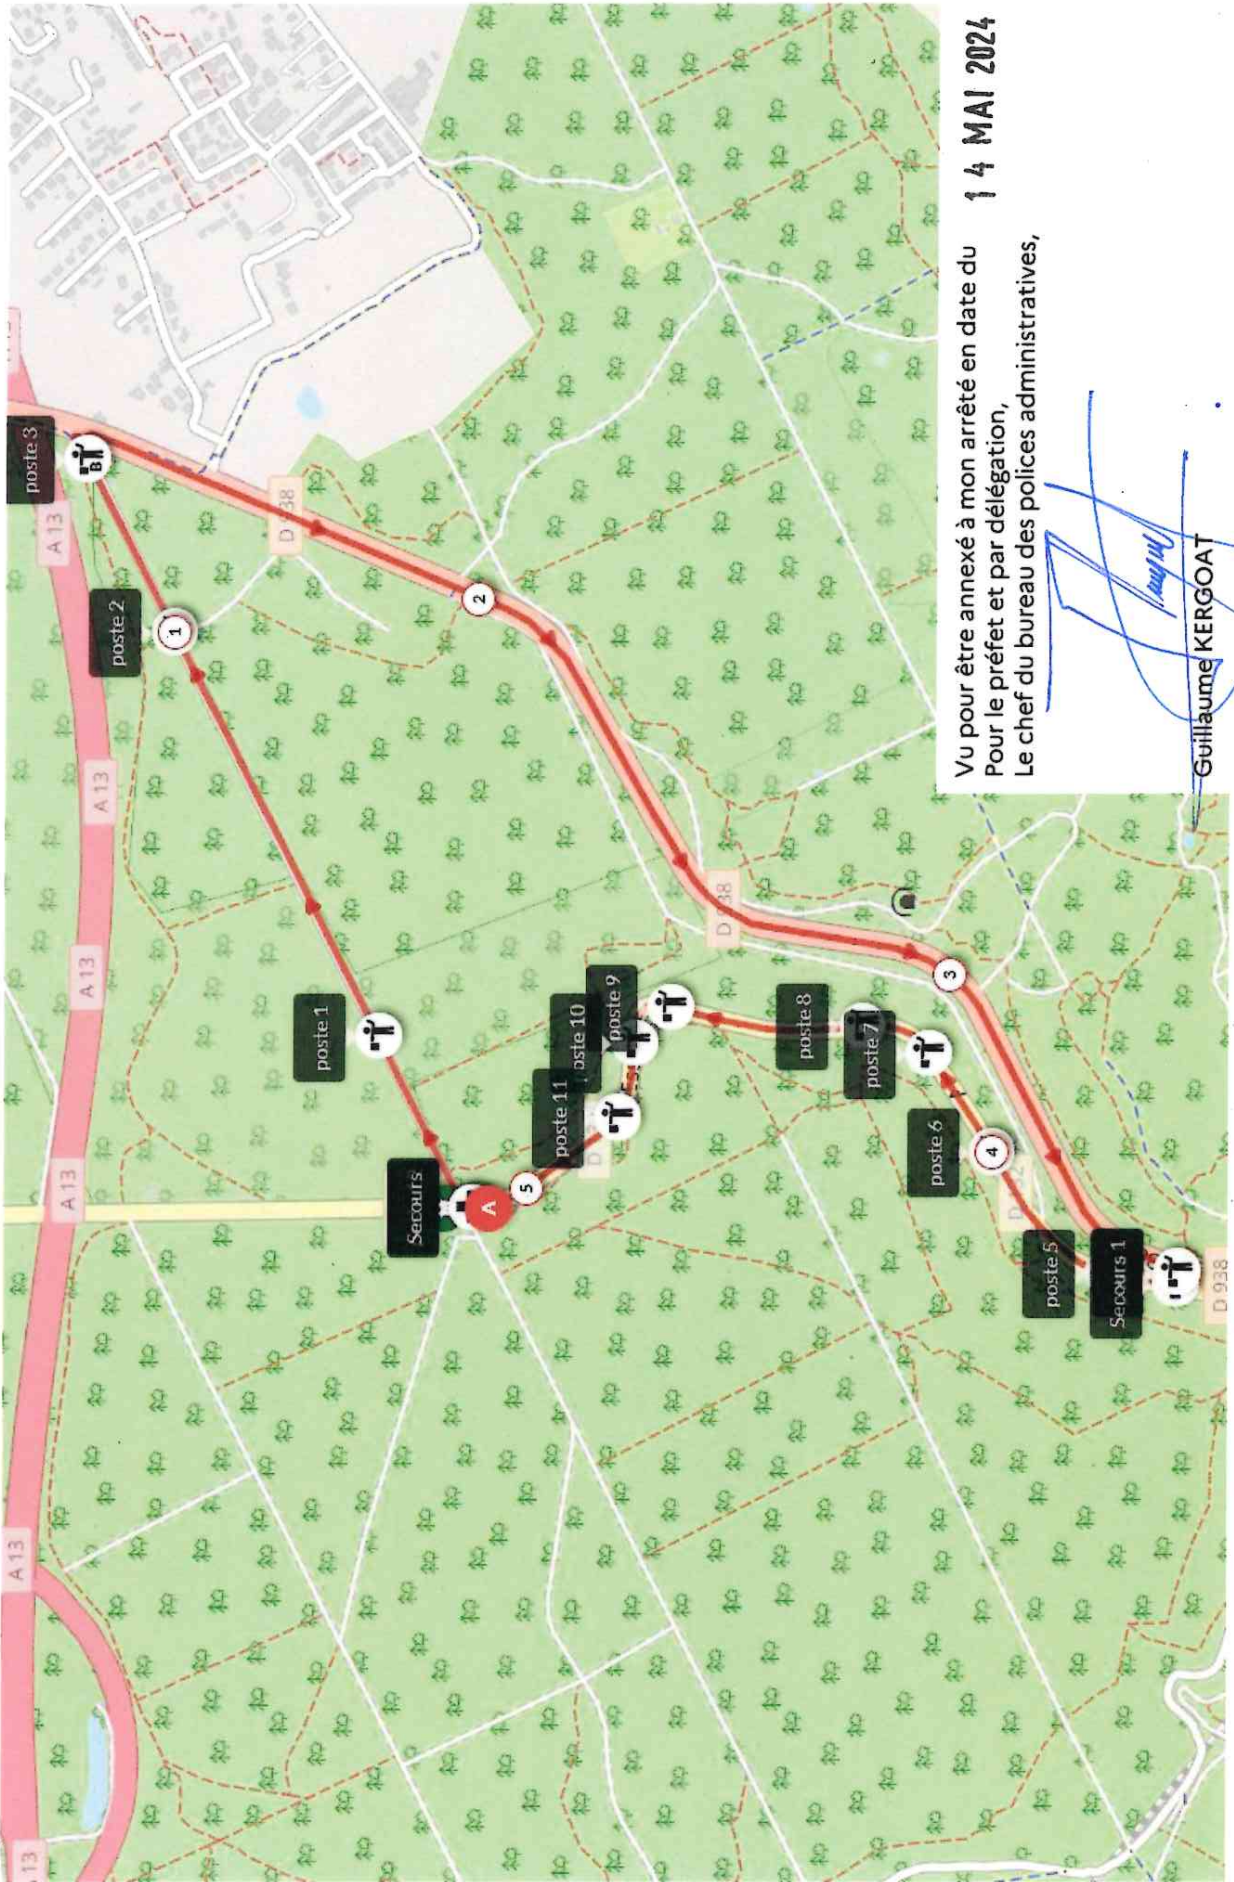 A 13
A 13
A 13
A 13
A 13
13
poste 3
B
poste 2
1
D 938
2
poste 1
Secours
A
5
poste 11
poste 10
poste 9
D 938
poste 8
poste 7
3
poste 6
4
poste 5
Secours 1
D 938
Vu pour être annexé à mon arrêté en date du 1 4 MAI 2024
Pour le préfet et par délégation,
Le chef du bureau des polices administratives,
Guillaume KERGOAT